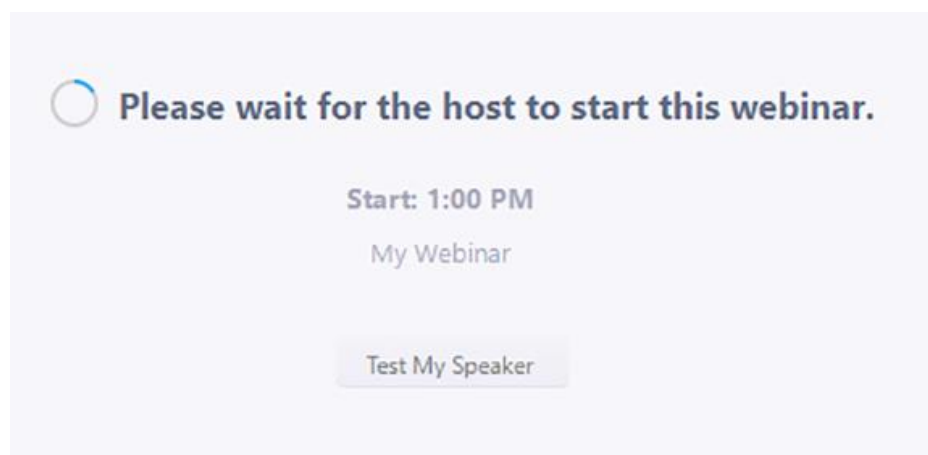 Please wait for the host to start this webinar.
Start: 1:00 PM
My Webinar
Test My Speaker